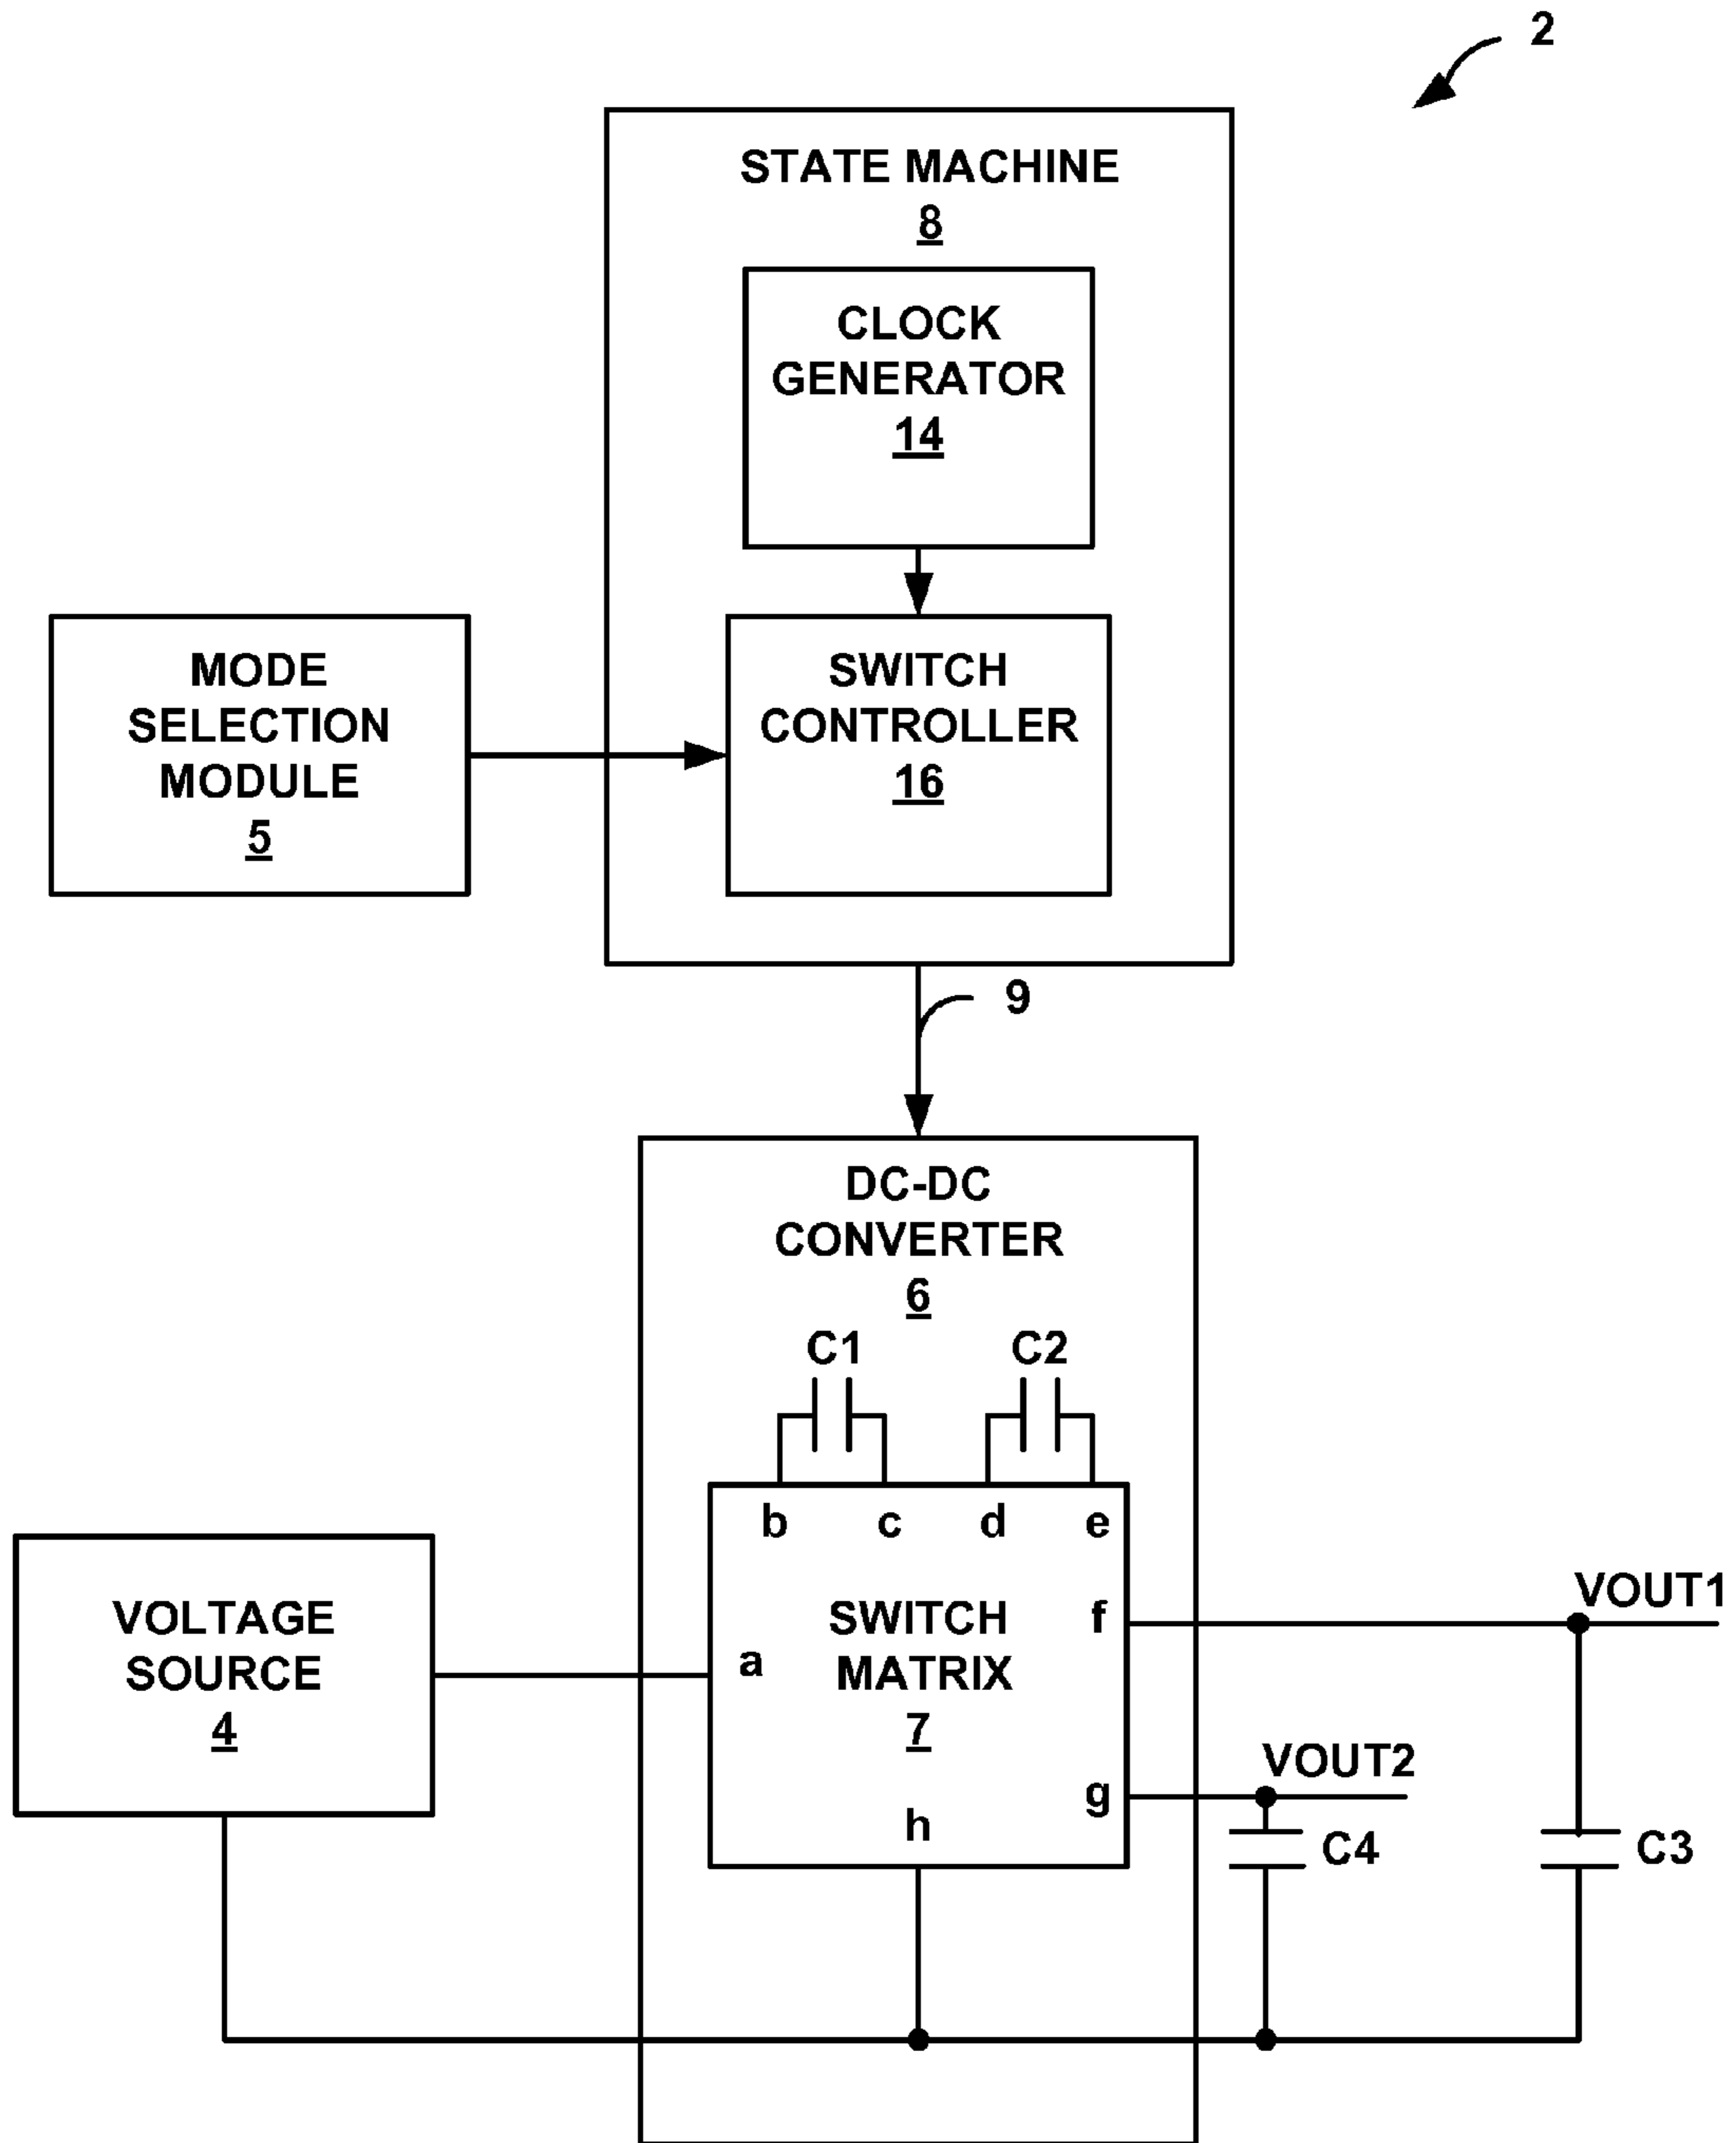 2
STATE MACHINE
8
CLOCK
GENERATOR
14
MODE
SELECTION
MODULE
5
SWITCH
CONTROLLER
16
9
DC-DC
CONVERTER
6
C1 C2
b c d e
VOLTAGE
SOURCE
4
a
SWITCH
MATRIX
7
f
g
h
VOUT1
VOUT2
C4
C3